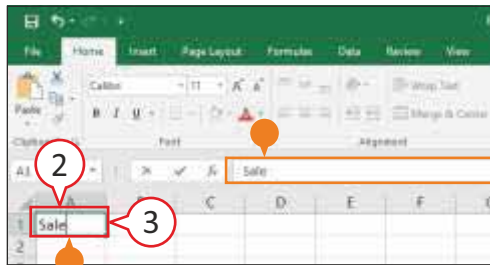 File Home Insert Page Layout Formulas Data Review View
Calibri 11 A A Wrap Text
Paste B I U A Merge & Center
Font Alignment
A1 fx Sale
2
A C D E F
1 Sale 3
2